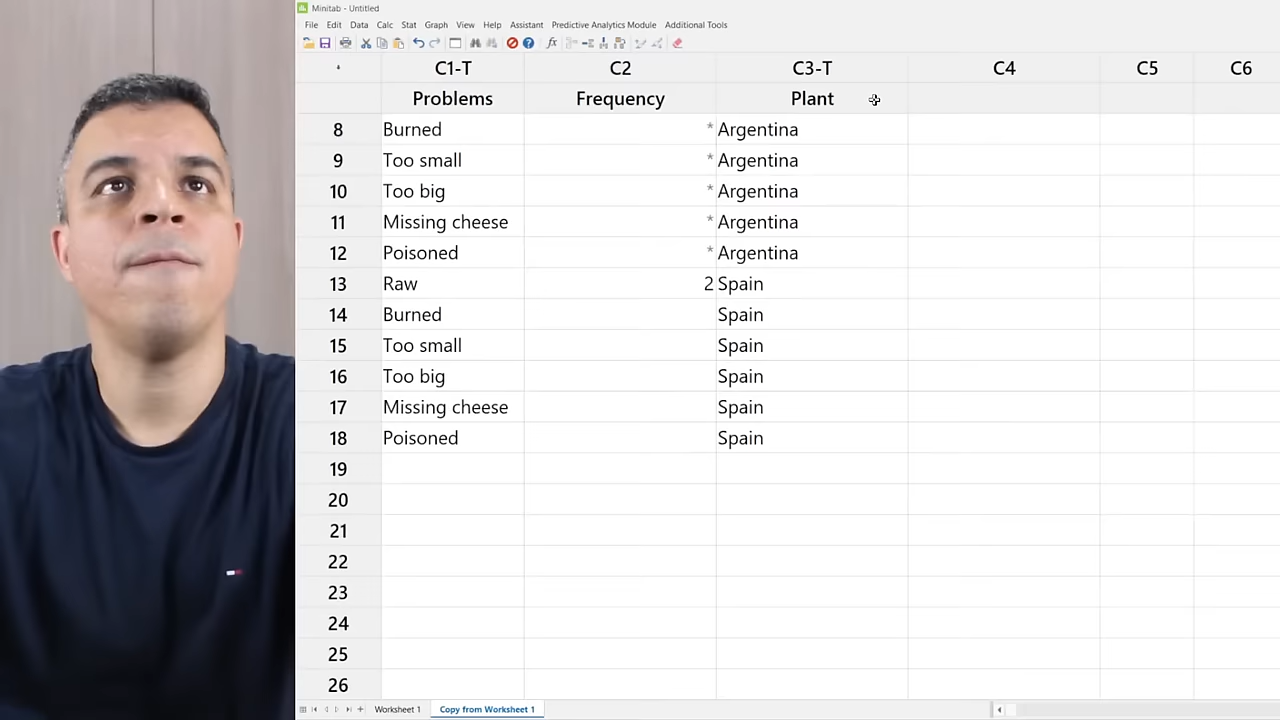 Minitab - Untitled
File Edit Data Calc Stat Graph View Help Assistant Predictive Analytics Module Additional Tools
C1-T C2 C3-T C4 C5 C6
Problems Frequency Plant
8 Burned * Argentina
9 Too small * Argentina
10 Too big * Argentina
11 Missing cheese * Argentina
12 Poisoned * Argentina
13 Raw 2 Spain
14 Burned Spain
15 Too small Spain
16 Too big Spain
17 Missing cheese Spain
18 Poisoned Spain
19
20
21
22
23
24
25
26
Worksheet 1 Copy from Worksheet 1